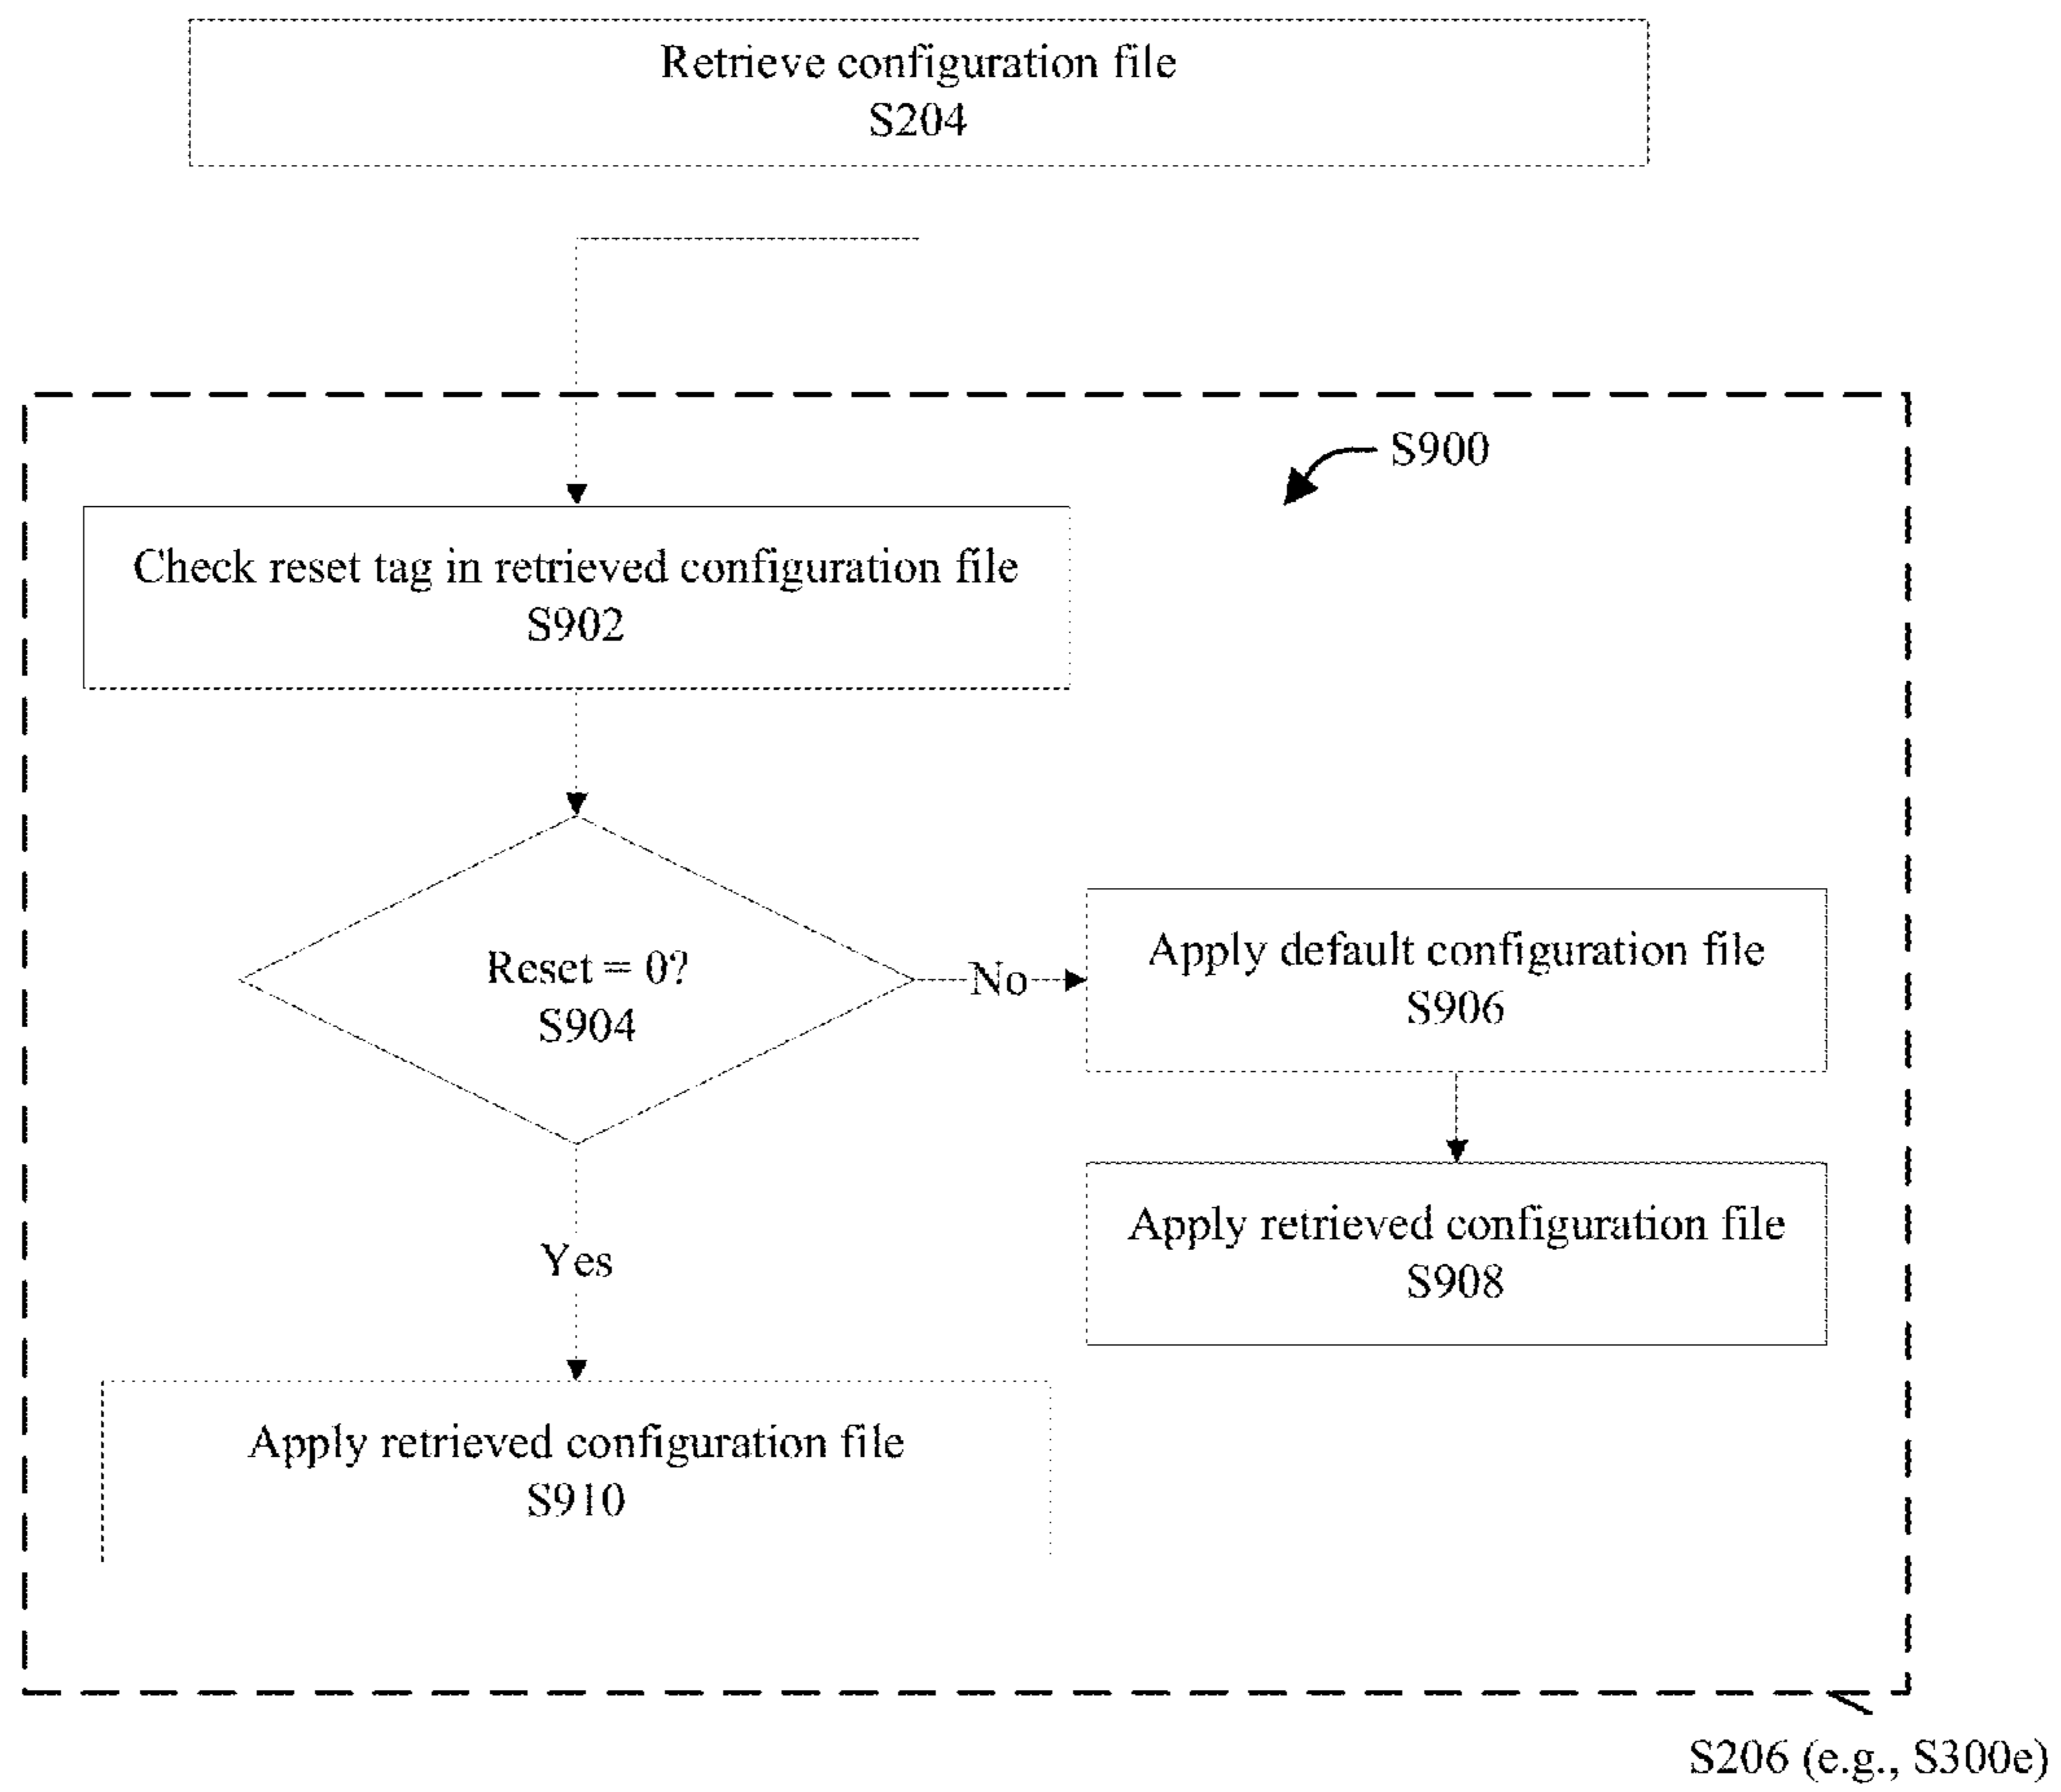 Retrieve configuration file
S204
S900
Check reset tag in retrieved configuration file
S902
Reset = 0?
S904
No
Apply default configuration file
S906
Apply retrieved configuration file
S908
Yes
Apply retrieved configuration file
S910
S206 (e.g., S300e)